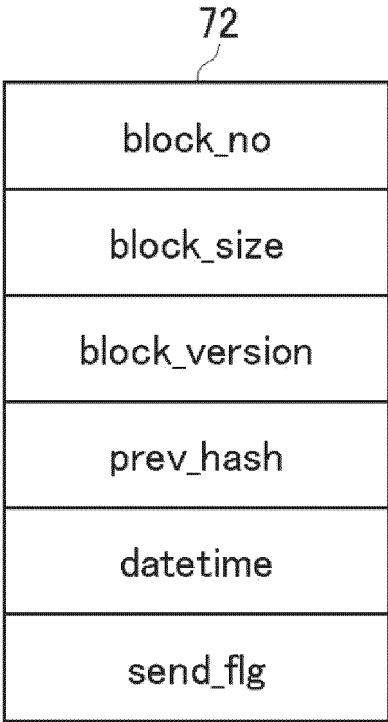 72
block_no
block_size
block_version
prev_hash
datetime
send_flg